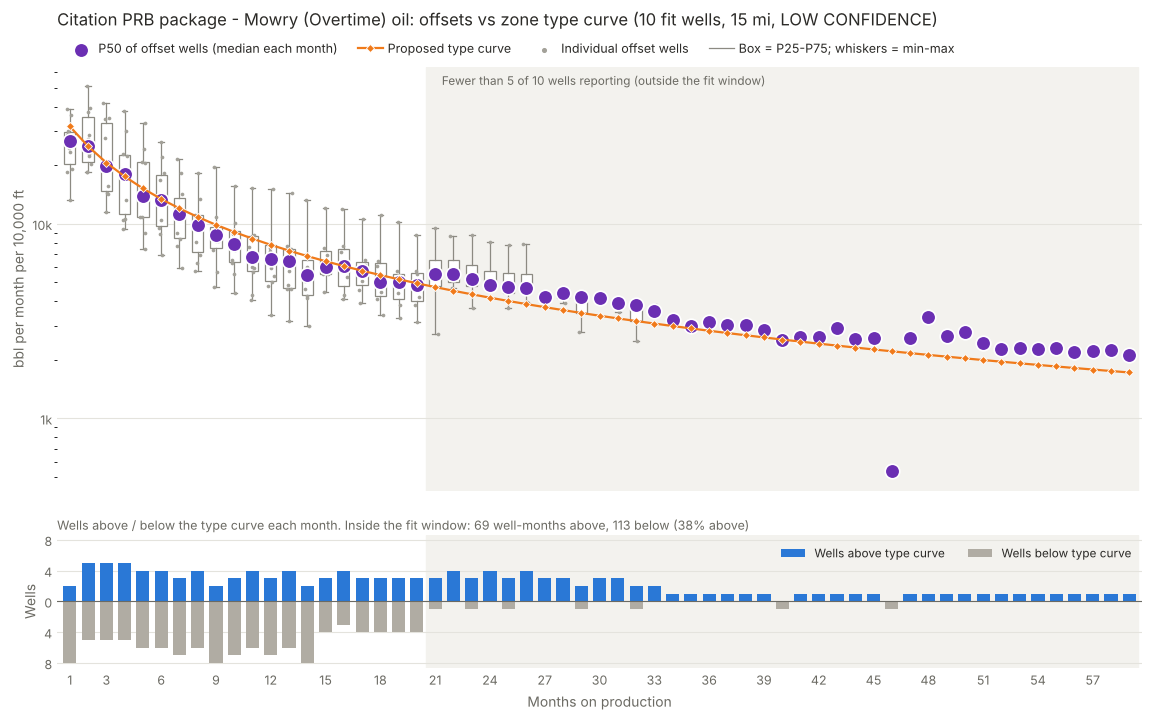 Citation PRB package - Mowry (Overtime) oil: offsets vs zone type curve (10 fit wells, 15 mi, LOW CONFIDENCE)
P50 of offset wells (median each month) Proposed type curve Individual offset wells Box = P25-P75; whiskers = min-max
Fewer than 5 of 10 wells reporting (outside the fit window)
bbl per month per 10,000 ft
10k
1k
Wells above / below the type curve each month. Inside the fit window: 69 well-months above, 113 below (38% above)
Wells above type curve Wells below type curve
Wells
8
4
0
4
8
1 3 6 9 12 15 18 21 24 27 30 33 36 39 42 45 48 51 54 57
Months on production